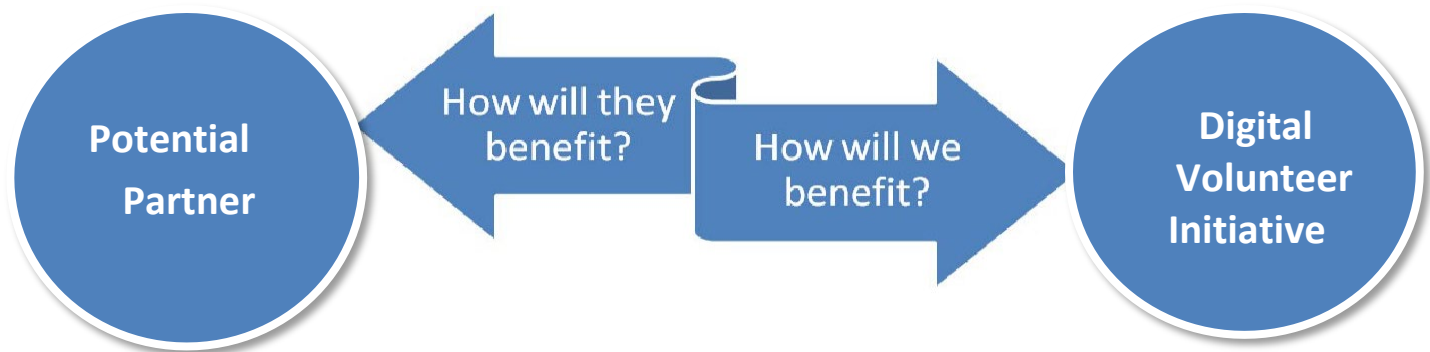 Potential
Partner
How will they
benefit?
How will we
benefit?
Digital
Volunteer
Initiative